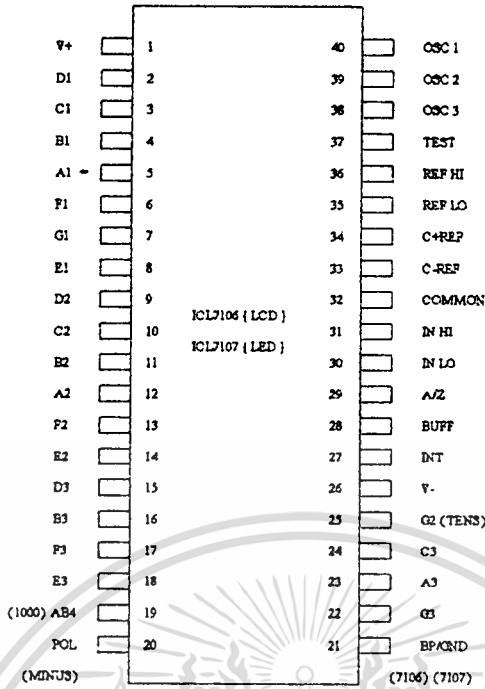 V+ 1 40 OSC 1
D1 2 39 OSC 2
C1 3 38 OSC 3
B1 4 37 TEST
A1 5 36 REF HI
F1 6 35 REF LO
G1 7 34 C+REF
E1 8 33 C-REF
D2 9 32 COMMON
ICL7106 { LCD }
C2 10 31 IN HI
ICL7107 { LED }
B2 11 30 IN LO
A2 12 29 A/Z
F2 13 28 BUFF
E2 14 27 INT
D3 15 26 V-
B3 16 25 G2 (TENS)
F3 17 24 C3
E3 18 23 A3
(1000) AB4 19 22 G3
POL 20 21 BP/GND
(MINUS) (7106) (7107)